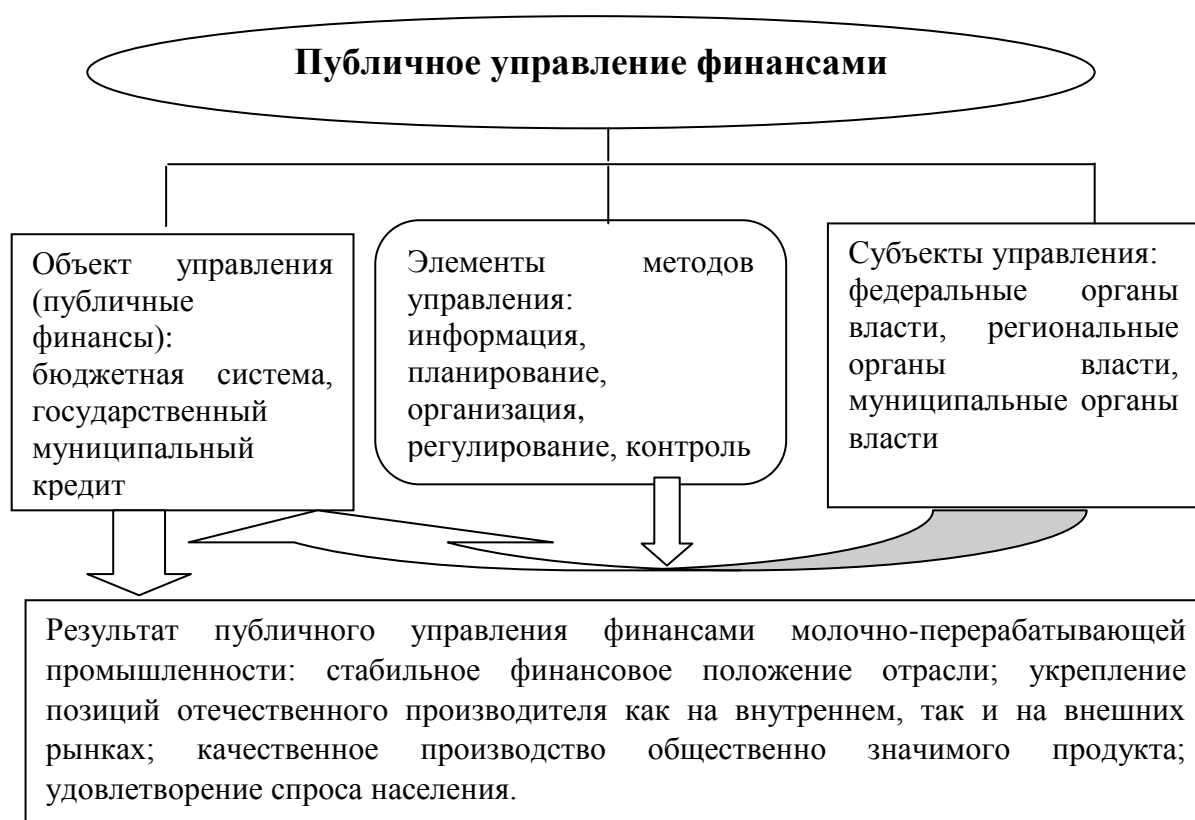 Публичное управление финансами
Объект управления
(публичные
финансы):
бюджетная система,
государственный
муниципальный
кредит
Элементы методов
управления:
информация,
планирование,
организация,
регулирование, контроль
Субъекты управления:
федеральные органы
власти, региональные
органы власти,
муниципальные органы
власти
Результат публичного управления финансами молочно-перерабатывающей
промышленности: стабильное финансовое положение отрасли; укрепление
позиций отечественного производителя как на внутреннем, так и на внешних
рынках; качественное производство общественно значимого продукта;
удовлетворение спроса населения.